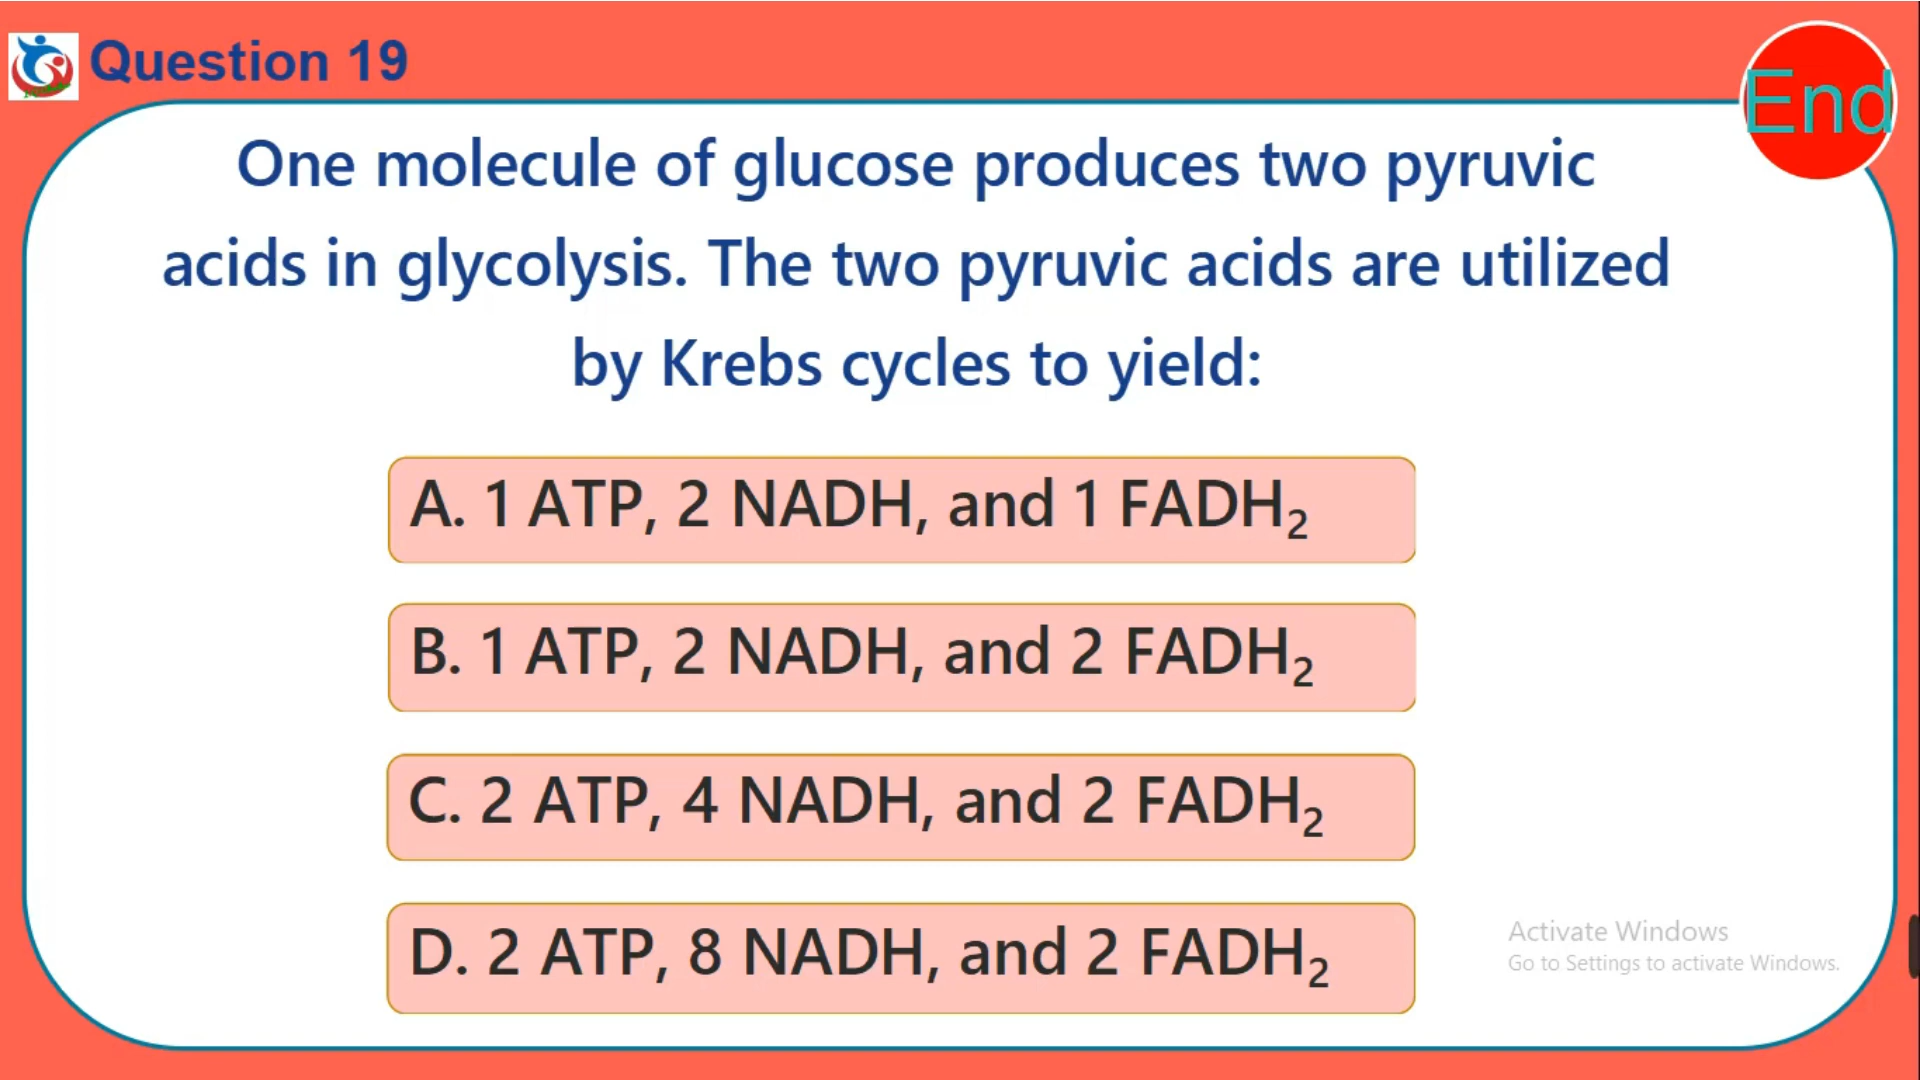 Question 19
End
One molecule of glucose produces two pyruvic
acids in glycolysis. The two pyruvic acids are utilized
by Krebs cycles to yield:
A. 1 ATP, 2 NADH, and 1 FADH₂
B. 1 ATP, 2 NADH, and 2 FADH₂
C. 2 ATP, 4 NADH, and 2 FADH₂
D. 2 ATP, 8 NADH, and 2 FADH₂
Activate Windows
Go to Settings to activate Windows.